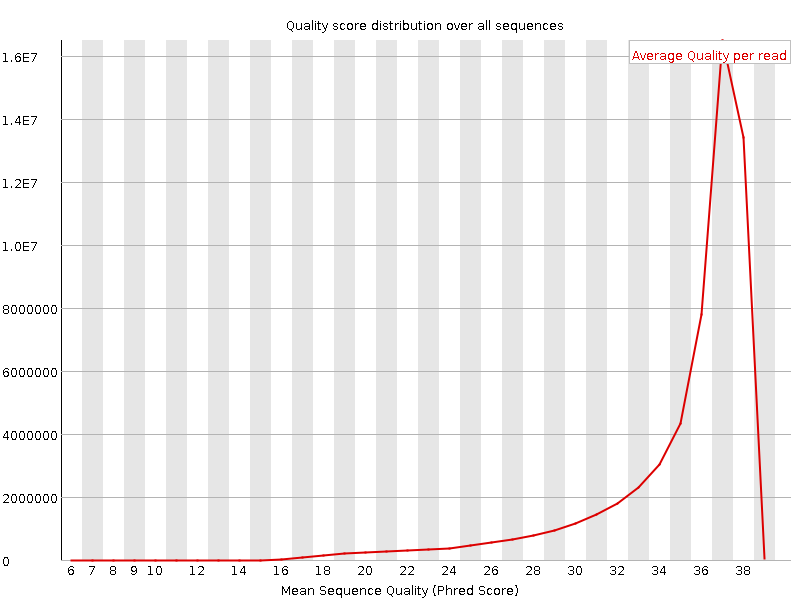 Quality score distribution over all sequences
Average Quality per read
1.6E7
1.4E7
1.2E7
1.0E7
8000000
6000000
4000000
2000000
0
6 7 8 9 10 12 14 16 18 20 22 24 26 28 30 32 34 36 38
Mean Sequence Quality (Phred Score)